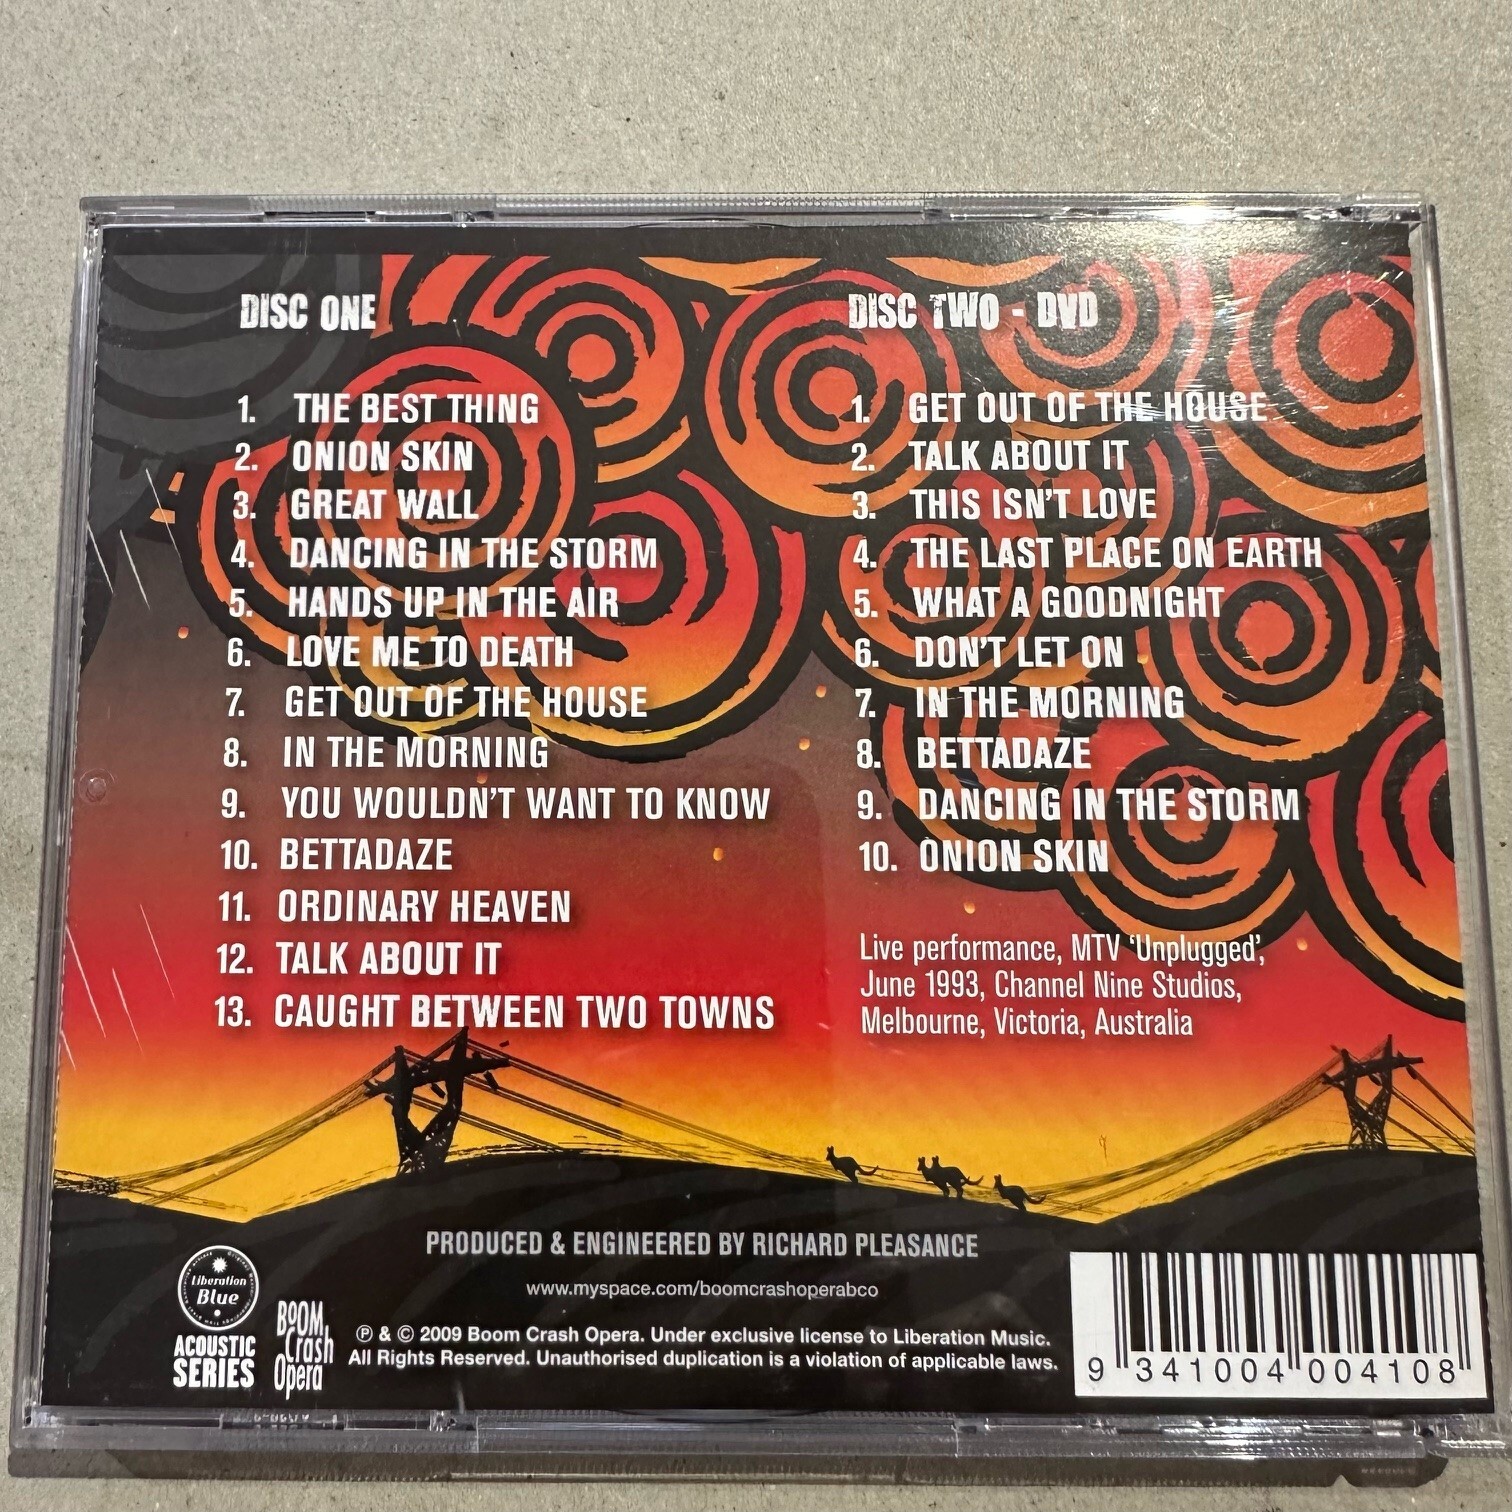 DISC ONE
1. THE BEST THING
2. ONION SKIN
3. GREAT WALL
4. DANCING IN THE STORM
5. HANDS UP IN THE AIR
6. LOVE ME TO DEATH
7. GET OUT OF THE HOUSE
8. IN THE MORNING
9. YOU WOULDN'T WANT TO KNOW
10. BETTADAZE
11. ORDINARY HEAVEN
12. TALK ABOUT IT
13. CAUGHT BETWEEN TWO TOWNS
DISC TWO - DVD
1. GET OUT OF THE HOUSE
2. TALK ABOUT IT
3. THIS ISN'T LOVE
4. THE LAST PLACE ON EARTH
5. WHAT A GOODNIGHT
6. DON'T LET ON
7. IN THE MORNING
8. BETTADAZE
9. DANCING IN THE STORM
10. ONION SKIN
Live performance, MTV 'Unplugged',
June 1993, Channel Nine Studios,
Melbourne, Victoria, Australia
PRODUCED & ENGINEERED BY RICHARD PLEASANCE
www.myspace.com/boomcrashoperabco
Liberation
Blue
ACOUSTIC
SERIES
BOOM
Crash
Opera
℗ & © 2009 Boom Crash Opera. Under exclusive license to Liberation Music.
All Rights Reserved. Unauthorised duplication is a violation of applicable laws.
9 341004 004108